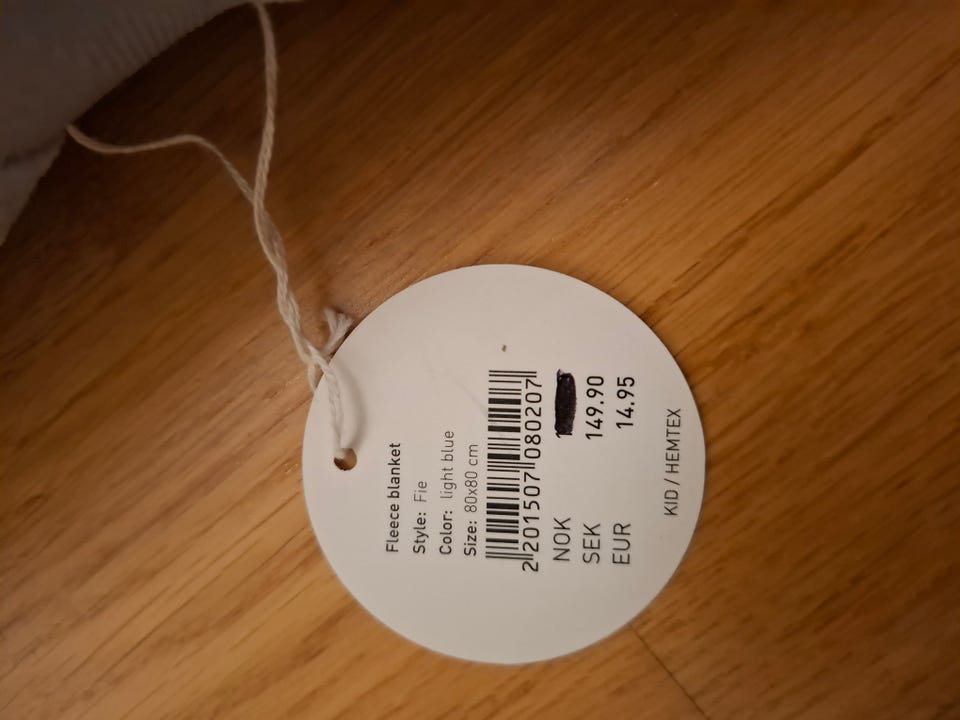 Fleece blanket
Style: Fie
Color: light blue
Size: 80x80 cm
2 201507 080207
NOK
SEK 149.90
EUR 14.95
KID / HEMTEX